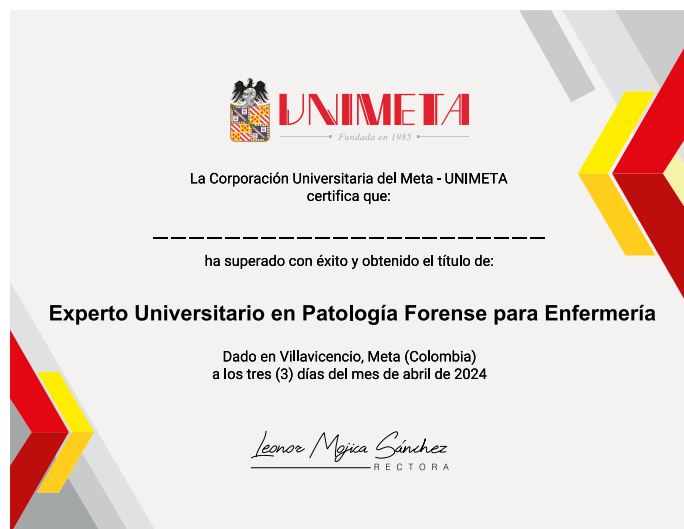 UNIMETA
Fundada en 1985
La Corporación Universitaria del Meta - UNIMETA
certifica que:
ha superado con éxito y obtenido el título de:
Experto Universitario en Patología Forense para Enfermería
Dado en Villavicencio, Meta (Colombia)
a los tres (3) días del mes de abril de 2024
Leonor Mojica Sánchez
RECTORA